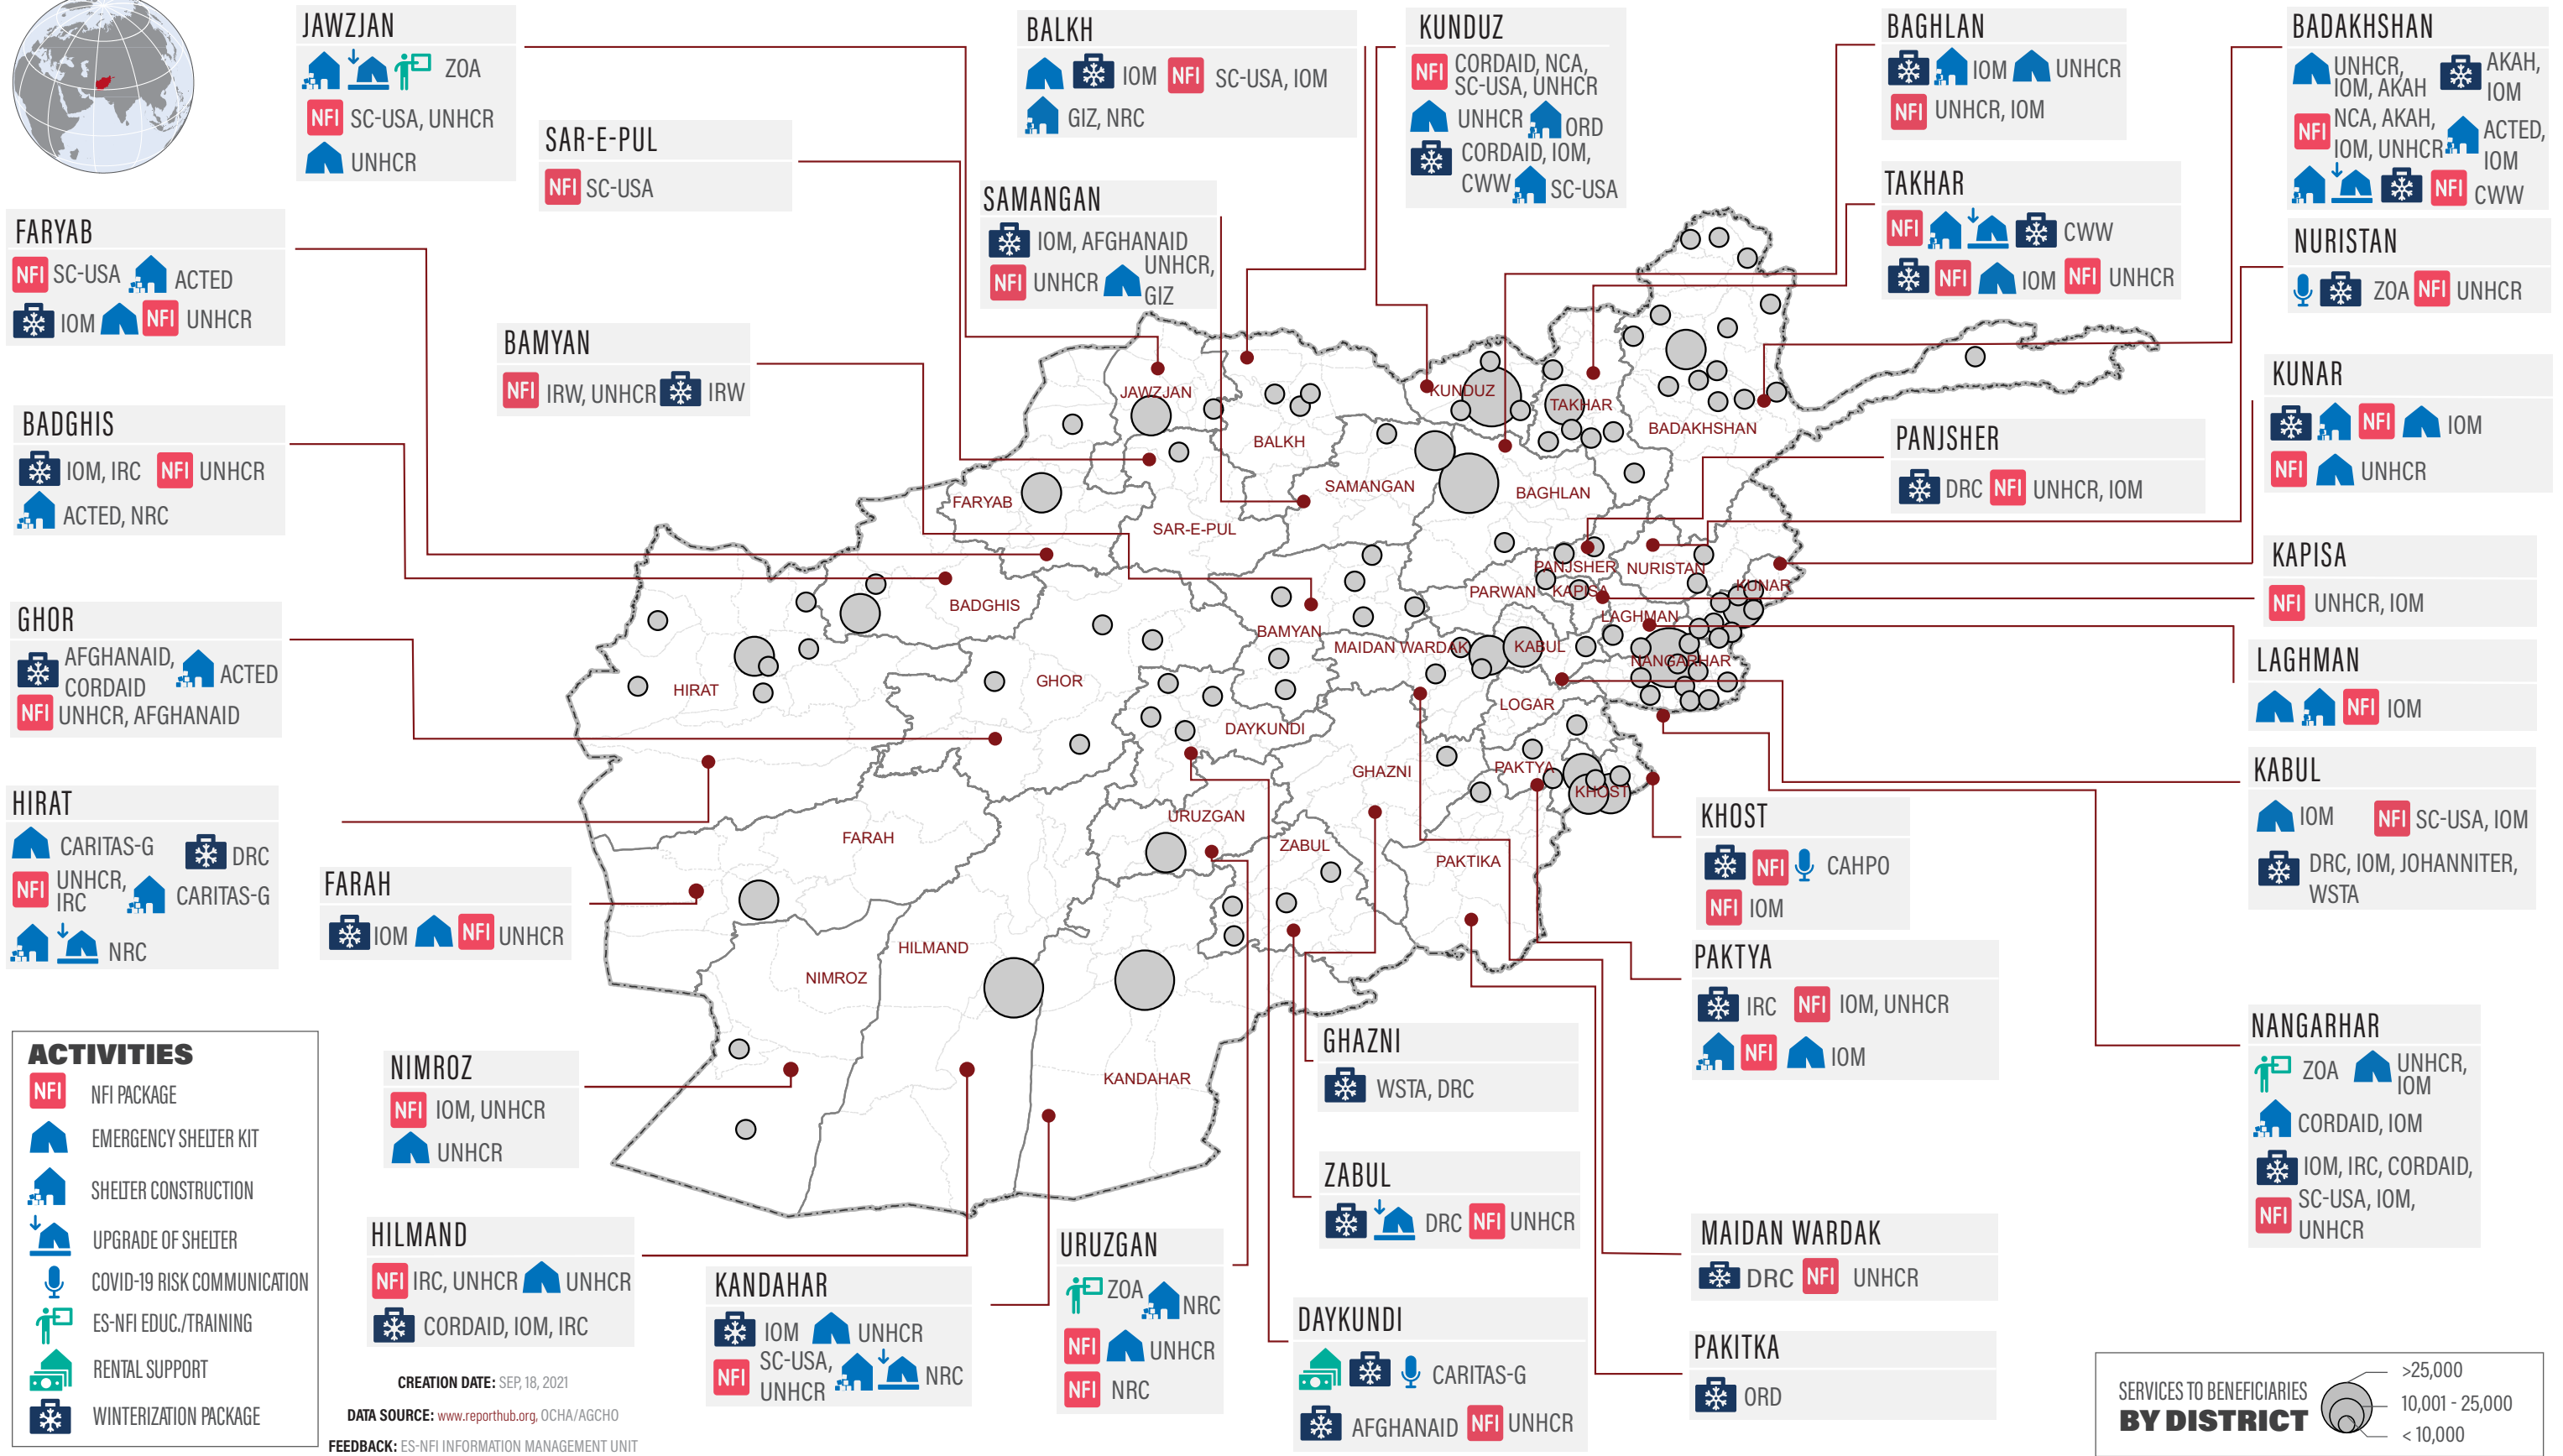 JAWZJAN
ZOA
NFI SC-USA, UNHCR
UNHCR
SAR-E-PUL
NFI SC-USA
BALKH
IOM NFI SC-USA, IOM
GIZ, NRC
SAMANGAN
IOM, AFGHANAID
NFI UNHCR UNHCR,
GIZ
KUNDUZ
NFI CORDAID, NCA,
SC-USA, UNHCR
UNHCR ORD
CORDAID, IOM,
CWW SC-USA
BAGHLAN
IOM UNHCR
NFI UNHCR, IOM
TAKHAR
NFI CWW
NFI IOM NFI UNHCR
BADAKHSHAN
UNHCR,
IOM, AKAH
AKAH,
IOM
NFI NCA, AKAH,
IOM, UNHCR
ACTED,
IOM
NFI CWW
NURISTAN
ZOA NFI UNHCR
FARYAB
NFI SC-USA ACTED
IOM NFI UNHCR
BAMYAN
NFI IRW, UNHCR IRW
BADGHIS
IOM, IRC NFI UNHCR
ACTED, NRC
GHOR
AFGHANAID,
CORDAID
ACTED
NFI UNHCR, AFGHANAID
HIRAT
CARITAS-G DRC
NFI UNHCR,
IRC
CARITAS-G
NRC
FARAH
IOM NFI UNHCR
KUNAR
NFI IOM
NFI UNHCR
PANJSHER
DRC NFI UNHCR, IOM
KAPISA
NFI UNHCR, IOM
LAGHMAN
NFI IOM
KABUL
IOM NFI SC-USA, IOM
DRC, IOM, JOHANNITER,
WSTA
KHOST
NFI CAHPO
NFI IOM
PAKTYA
IRC NFI IOM, UNHCR
NFI IOM
NANGARHAR
ZOA UNHCR,
IOM
CORDAID, IOM
IOM, IRC, CORDAID,
NFI SC-USA, IOM,
UNHCR
GHAZNI
WSTA, DRC
ZABUL
DRC NFI UNHCR
MAIDAN WARDAK
DRC NFI UNHCR
PAKITKA
ORD
NIMROZ
NFI IOM, UNHCR
UNHCR
HILMAND
NFI IRC, UNHCR UNHCR
CORDAID, IOM, IRC
KANDAHAR
IOM UNHCR
NFI SC-USA,
UNHCR
NRC
URUZGAN
ZOA NRC
NFI UNHCR
NFI NRC
DAYKUNDI
CARITAS-G
AFGHANAID NFI UNHCR
JAWZJAN
BALKH
KUNDUZ
TAKHAR
BADAKHSHAN
FARYAB
SAR-E-PUL
SAMANGAN
BAGHLAN
BADGHIS
BAMYAN
PARWAN
PANJSHER
KAPISA
NURISTAN
KUNAR
LAGHMAN
HIRAT
GHOR
DAYKUNDI
MAIDAN WARDAK
KABUL
NANGARHAR
LOGAR
GHAZNI
PAKTYA
KHOST
FARAH
URUZGAN
ZABUL
PAKTIKA
NIMROZ
HILMAND
KANDAHAR
ACTIVITIES
NFI NFI PACKAGE
EMERGENCY SHELTER KIT
SHELTER CONSTRUCTION
UPGRADE OF SHELTER
COVID-19 RISK COMMUNICATION
ES-NFI EDUC./TRAINING
RENTAL SUPPORT
WINTERIZATION PACKAGE
CREATION DATE: SEP, 18, 2021
DATA SOURCE: www.reporthub.org, OCHA/AGCHO
FEEDBACK: ES-NFI INFORMATION MANAGEMENT UNIT
SERVICES TO BENEFICIARIES
BY DISTRICT
>25,000
10,001 - 25,000
< 10,000